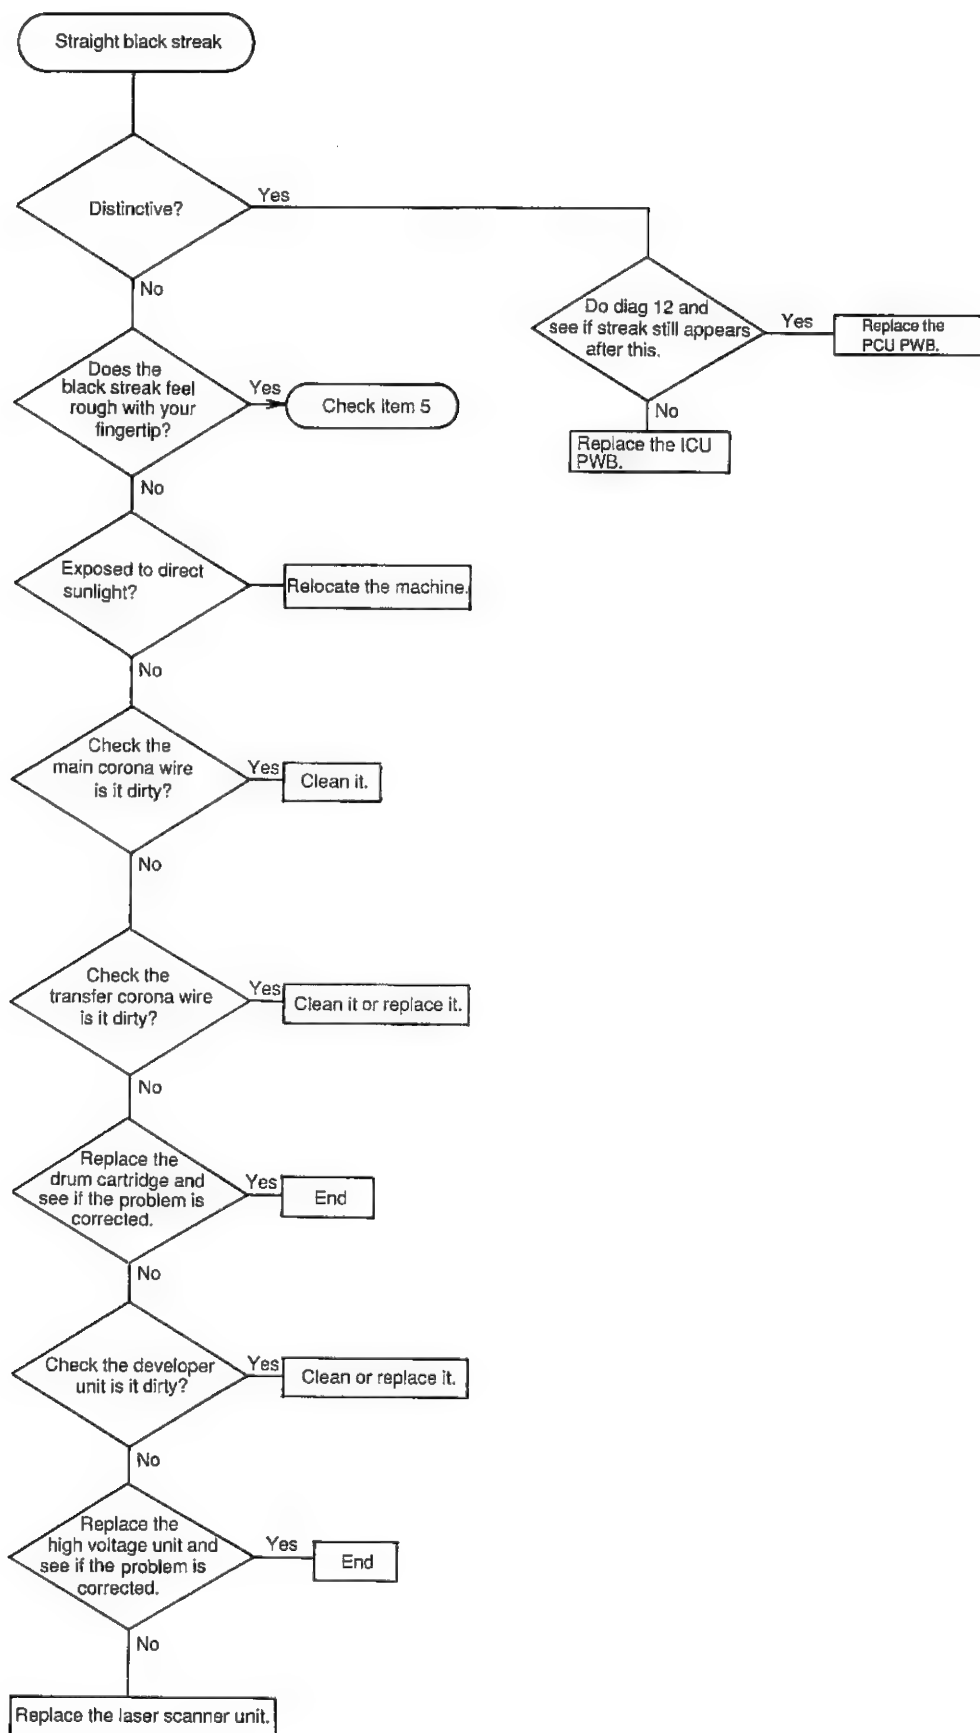 Straight black streak
Distinctive?
Yes
No
Do diag 12 and
see if streak still appears
after this.
Yes
Replace the
PCU PWB.
No
Replace the ICU
PWB.
Does the
black streak feel
rough with your
fingertip?
Yes
Check item 5
No
Exposed to direct
sunlight?
Relocate the machine.
No
Check the
main corona wire
is it dirty?
Yes
Clean it.
No
Check the
transfer corona wire
is it dirty?
Yes
Clean it or replace it.
No
Replace the
drum cartridge and
see if the problem is
corrected.
Yes
End
No
Check the developer
unit is it dirty?
Yes
Clean or replace it.
No
Replace the
high voltage unit and
see if the problem is
corrected.
Yes
End
No
Replace the laser scanner unit.